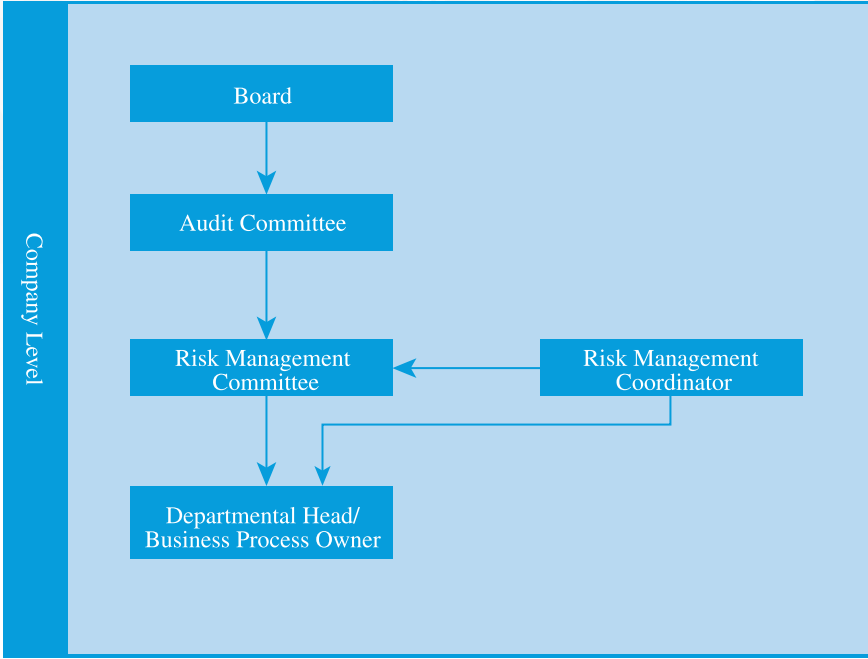 Company Level
Board
Audit Committee
Risk Management
Committee
Risk Management
Coordinator
Departmental Head/
Business Process Owner